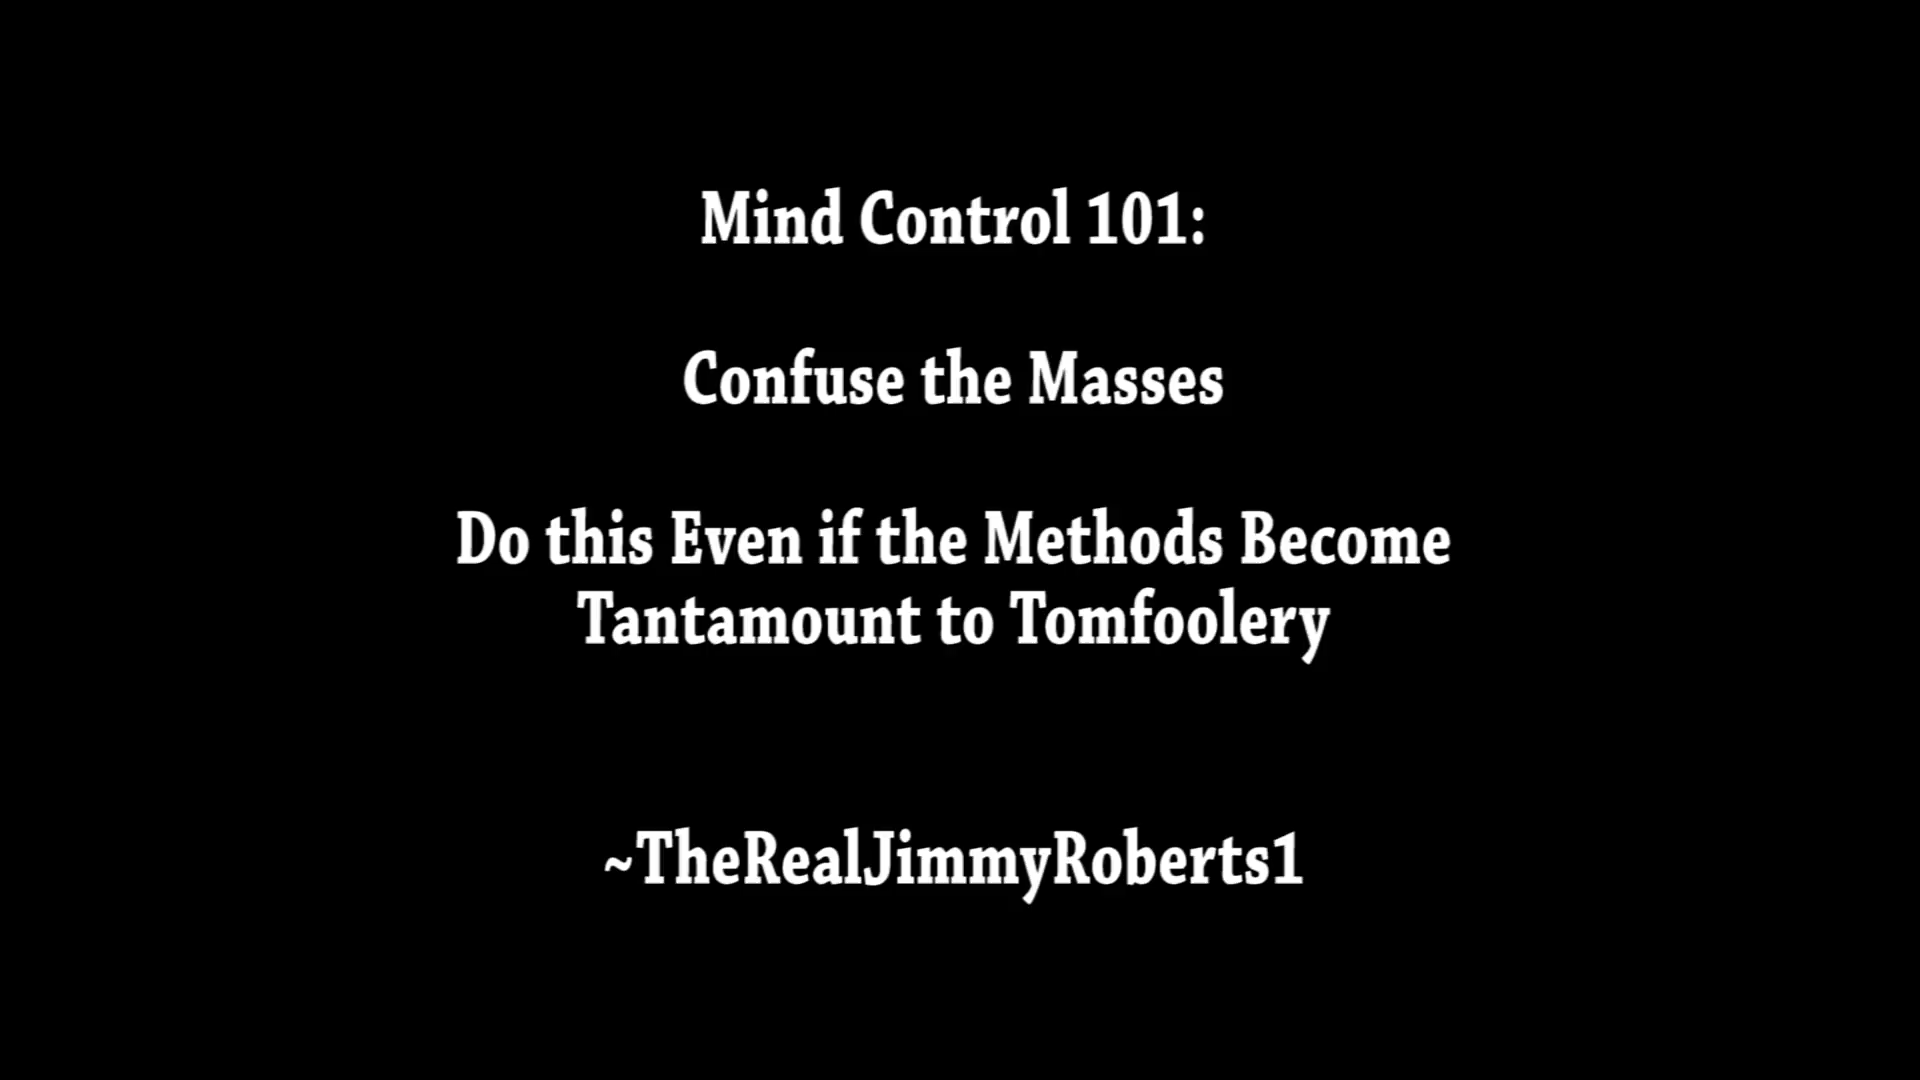 Mind Control 101:
Confuse the Masses
Do this Even if the Methods Become
Tantamount to Tomfoolery
~TheRealJimmyRoberts1